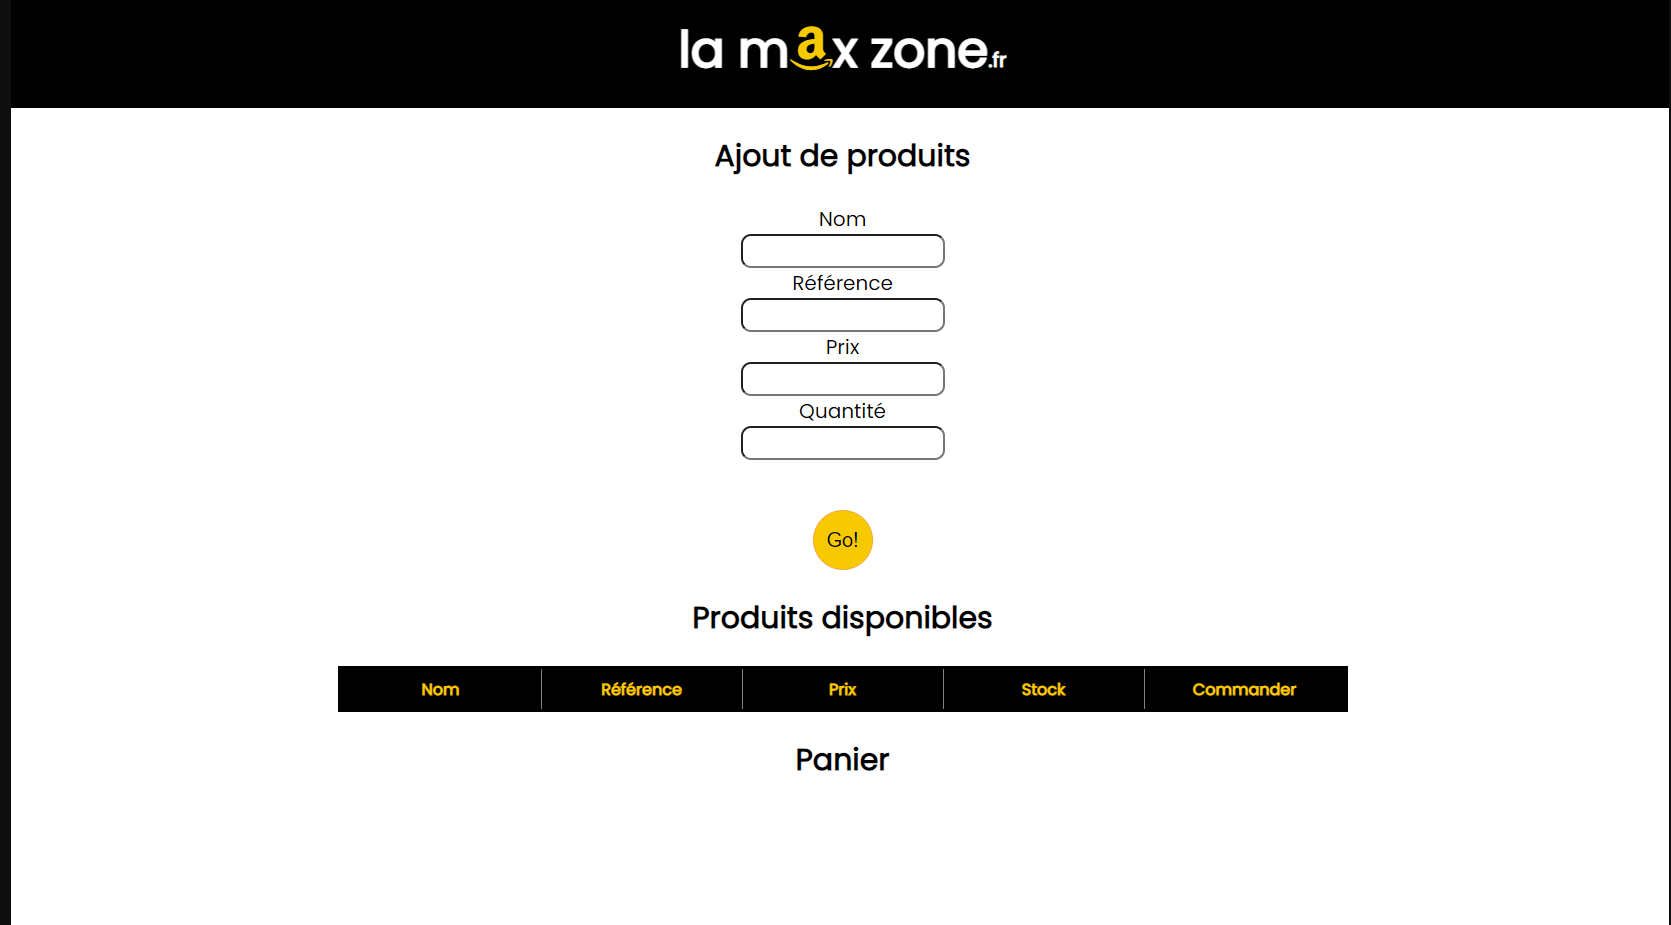 la max zone.fr
Ajout de produits
Nom
Référence
Prix
Quantité
Go!
Produits disponibles
Nom Référence Prix Stock Commander
Panier